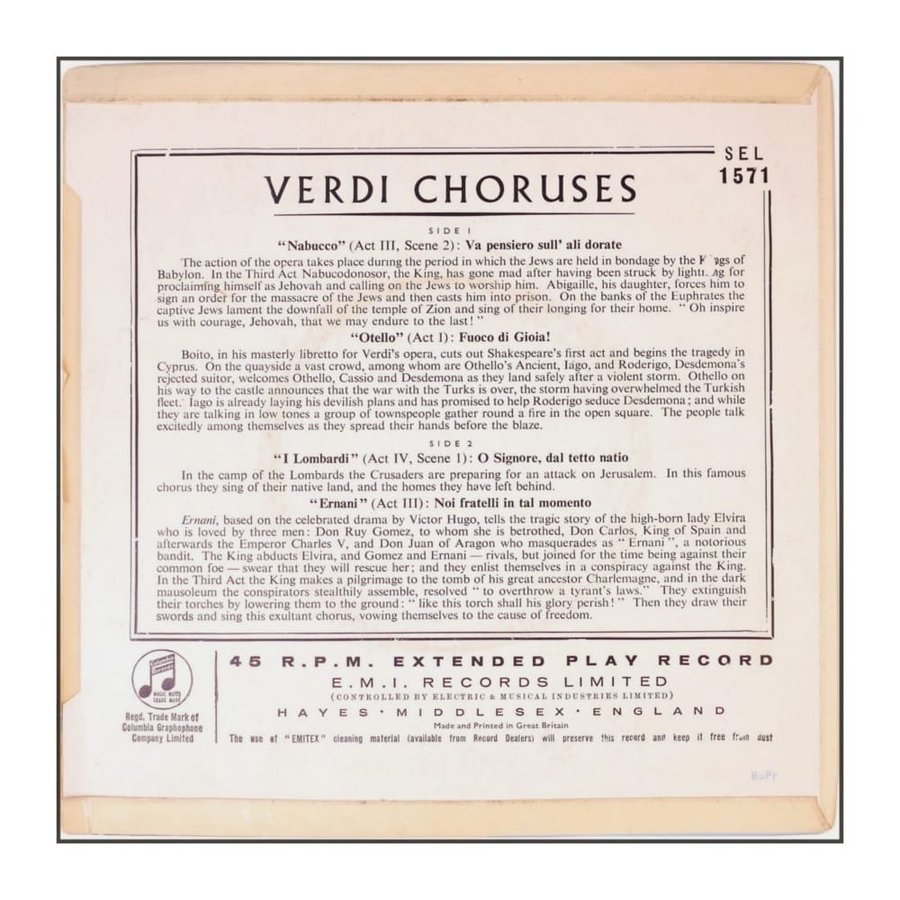 SEL
1571
VERDI CHORUSES
SIDE 1
"Nabucco" (Act III, Scene 2): Va pensiero sull' ali dorate
The action of the opera takes place during the period in which the Jews are held in bondage by the of
Babylon. In the Third Act Nabucodonosor, the King, has gone mad after having been struck by for
proclaiming himself as Jehovah and calling on the Jews to worship him. Abigaille, his daughter, forces him to
sign an order for the massacre of the Jews and then casts him into prison. On the banks of the Euphrates the
captive Jews lament the downfall of the temple of Zion and sing of their longing for their home. "Oh inspire
us with courage, Jehovah, that we may endure to the last!"
"Otello" (Act I): Fuoco di Gioia!
Boito, in his masterly libretto for Verdi's opera, cuts out Shakespeare's first act and begins the tragedy in
Cyprus. On the quayside a vast crowd, among whom are Othello's Ancient, Iago, and Roderigo, Desdemona's
rejected suitor, welcomes Othello, Cassio and Desdemona as they land safely after a violent storm. Othello on
his way to the castle announces that the war with the Turks is over, the storm having overwhelmed the Turkish
fleet. Iago is already laying his devilish plans and has promised to help Roderigo seduce Desdemona; and while
they are talking in low tones a group of townspeople gather round a fire in the open square. The people talk
excitedly among themselves as they spread their hands before the blaze.
SIDE 2
"I Lombardi" (Act IV, Scene 1): O Signore, dal tetto natio
In the camp of the Lombards the Crusaders are preparing for an attack on Jerusalem. In this famous
chorus they sing of their native land, and the homes they have left behind.
"Ernani" (Act III): Noi fratelli in tal momento
Ernani, based on the celebrated drama by Victor Hugo, tells the tragic story of the high-born lady Elvira
who is loved by three men: Don Ruy Gomez, to whom she is betrothed, Don Carlos, King of Spain and
afterwards the Emperor Charles V, and Don Juan of Aragon who masquerades as "Ernani", a notorious
bandit. The King abducts Elvira, and Gomez and Ernani — rivals, but joined for the time being against their
common foe — swear that they will rescue her; and they enlist themselves in a conspiracy against the King.
In the Third Act the King makes a pilgrimage to the tomb of his great ancestor Charlemagne, and in the dark
mausoleum the conspirators stealthily assemble, resolved "to overthrow a tyrant's laws." They extinguish
their torches by lowering them to the ground: "like this torch shall his glory perish!" Then they draw their
swords and sing this exultant chorus, vowing themselves to the cause of freedom.
MAGIC NOTES
Regd. Trade Mark of
Columbia Graphophone
Company Limited
45 R.P.M. EXTENDED PLAY RECORD
E.M.I. RECORDS LIMITED
(CONTROLLED BY ELECTRIC & MUSICAL INDUSTRIES LIMITED)
HAYES · MIDDLESEX · ENGLAND
Made and Printed in Great Britain
The use of "EMITEX" cleaning material (available from Record Dealers) will preserve this record and keep it free from dust
BuPr